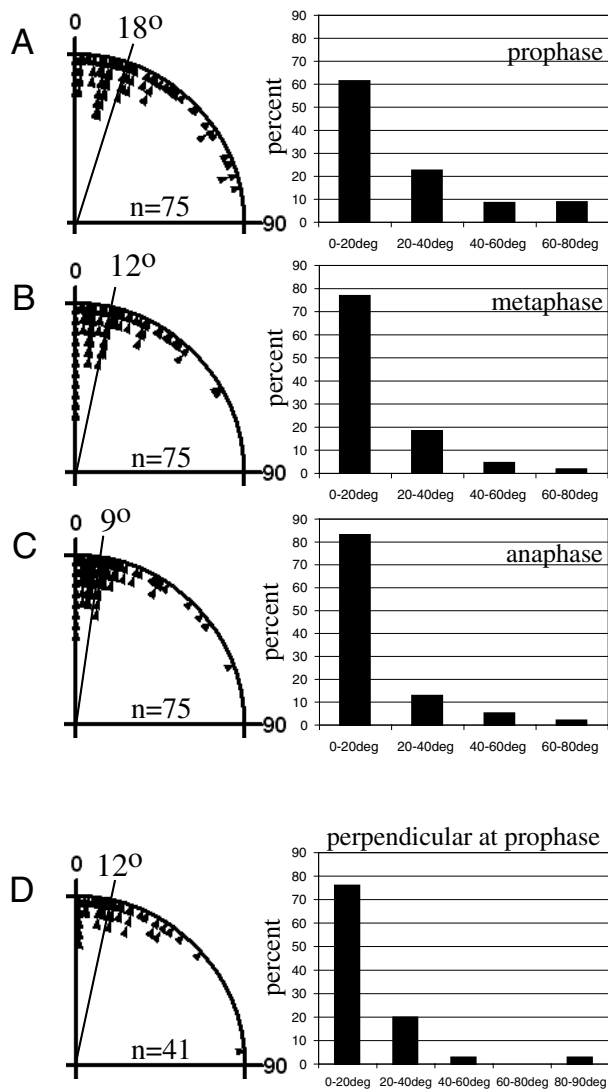 A
0
18º
n=75
90
percent
90
80
70
60
50
40
30
20
10
0
prophase
0-20deg 20-40deg 40-60deg 60-80deg
B
0
12º
n=75
90
percent
90
80
70
60
50
40
30
20
10
0
metaphase
0-20deg 20-40deg 40-60deg 60-80deg
C
0
9º
n=75
90
percent
90
80
70
60
50
40
30
20
10
0
anaphase
0-20deg 20-40deg 40-60deg 60-80deg
D
0
12º
n=41
90
perpendicular at prophase
percent
90
80
70
60
50
40
30
20
10
0
0-20deg 20-40deg 40-60deg 60-80deg 80-90deg